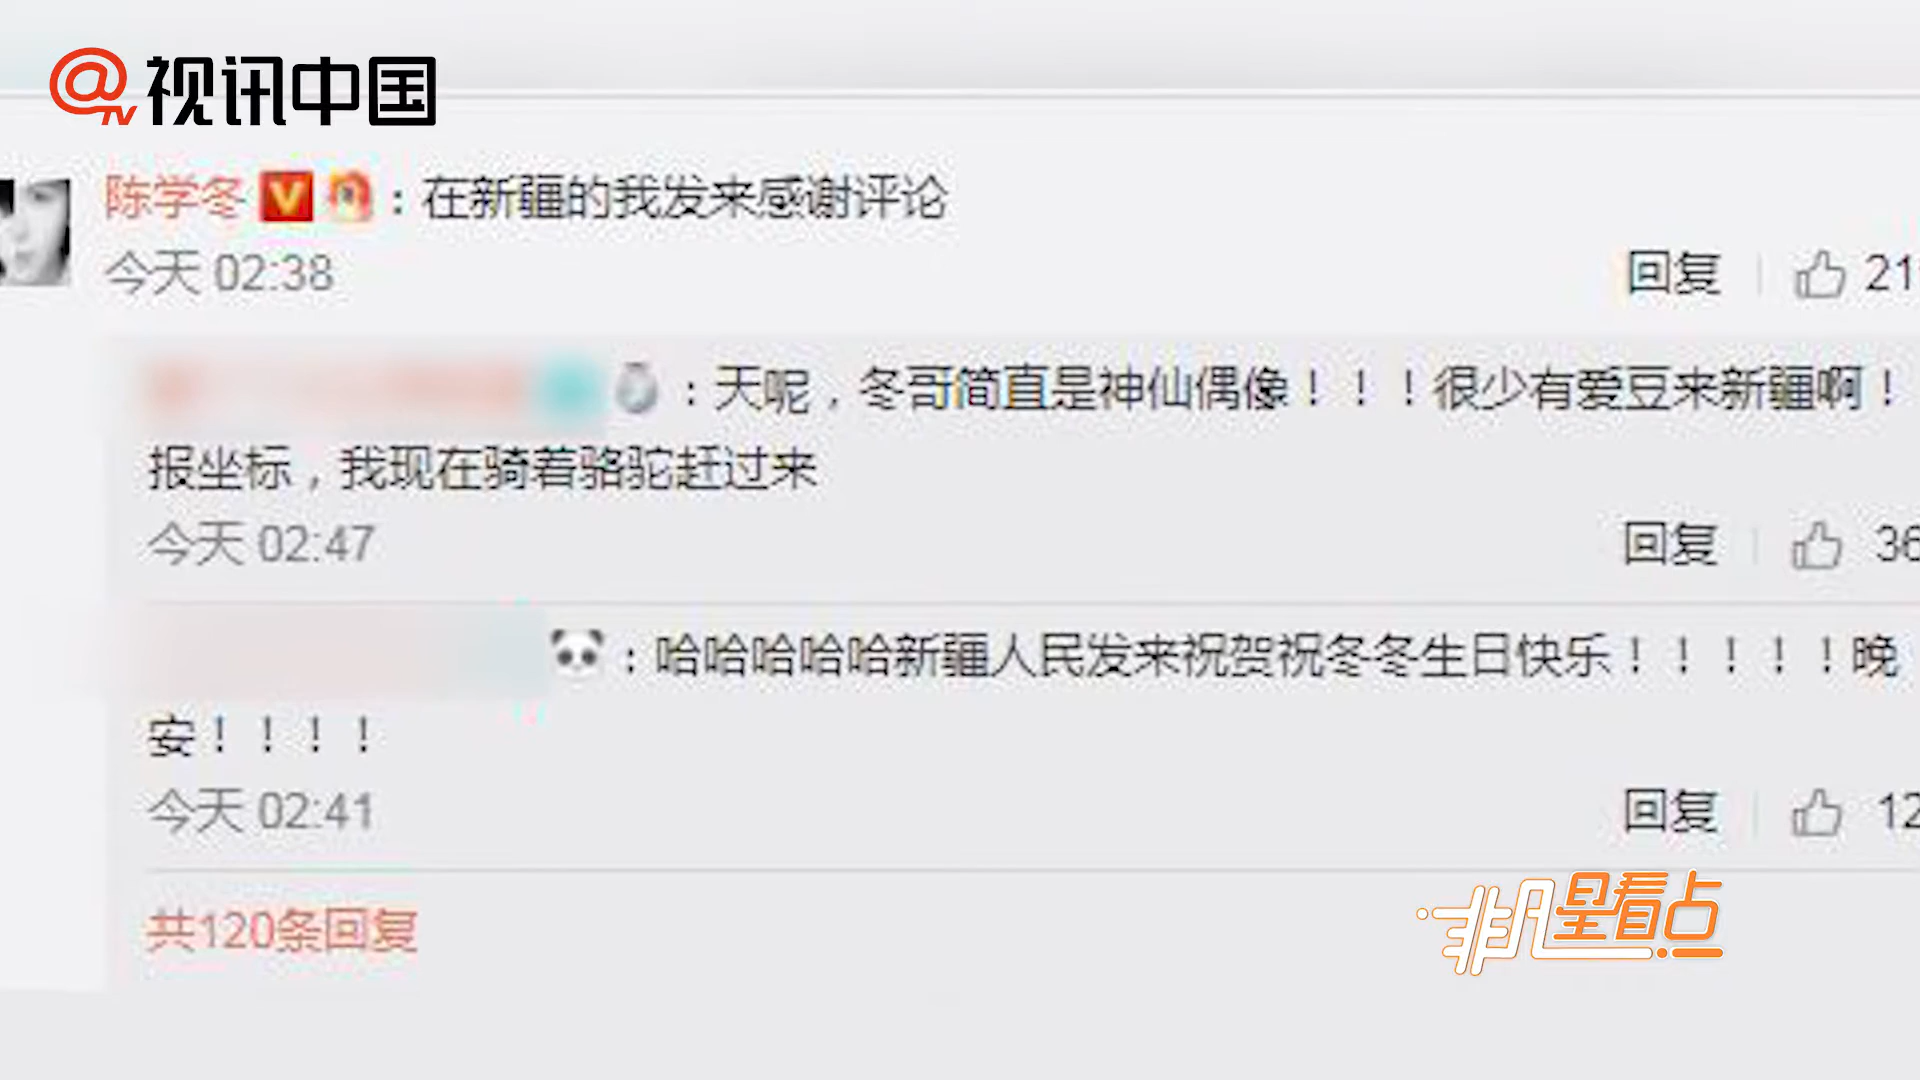 @TV 视讯中国
陈学冬 V ：在新疆的我发来感谢评论
今天 02:38
回复 21
：天呢，冬哥简直是神仙偶像！！！很少有爱豆来新疆啊！
报坐标，我现在骑着骆驼赶过来
今天 02:47
回复 36
：哈哈哈哈哈新疆人民发来祝贺祝冬冬生日快乐！！！！！晚
安！！！！
今天 02:41
回复 12
共120条回复
非凡星看点